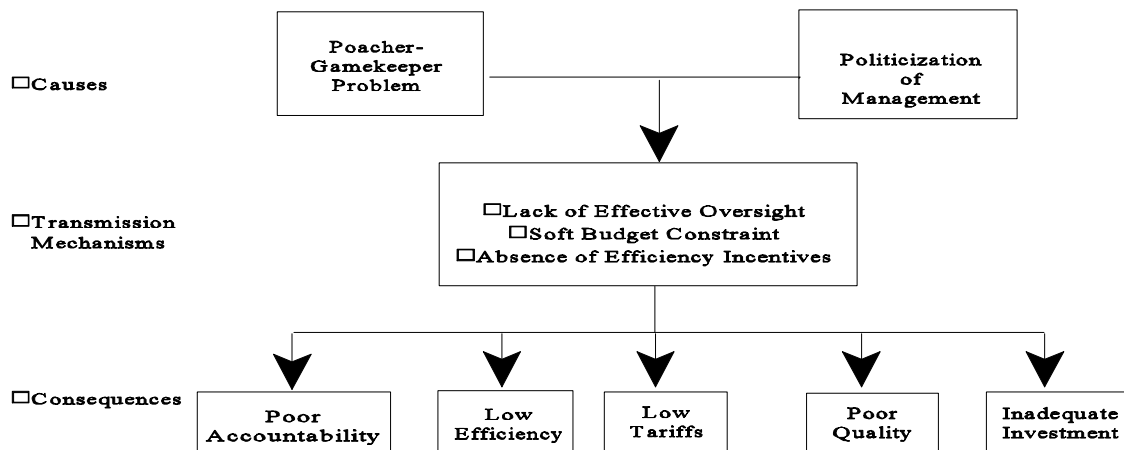 Poacher-
Gamekeeper
Problem
Politicization
of
Management
Causes
Lack of Effective Oversight
Soft Budget Constraint
Absence of Efficiency Incentives
Transmission
Mechanisms
Consequences
Poor
Accountability
Low
Efficiency
Low
Tariffs
Poor
Quality
Inadequate
Investment